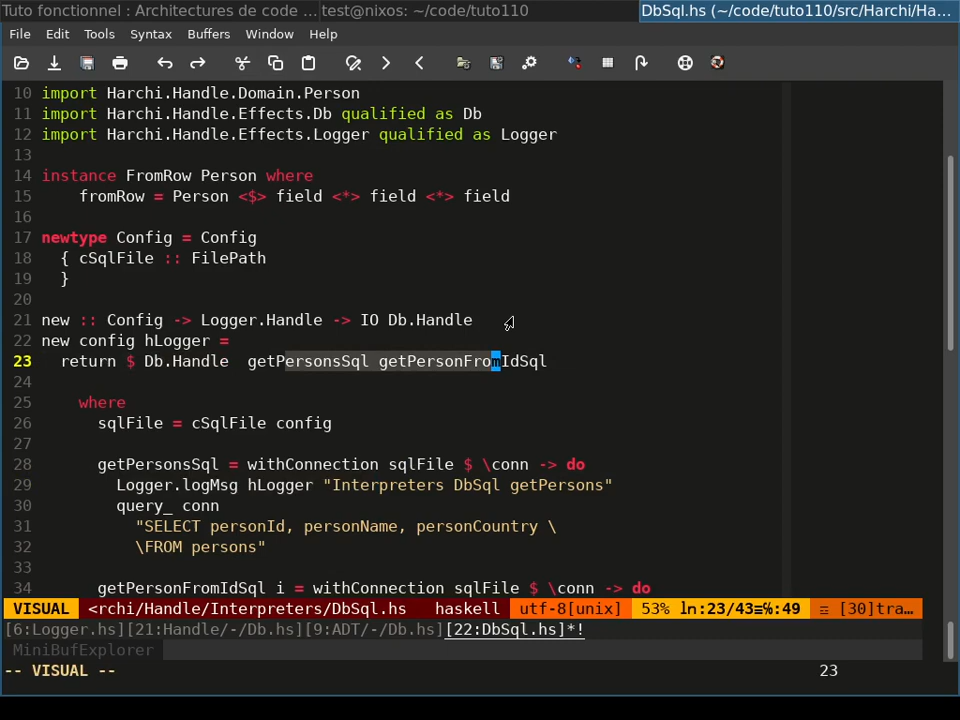 Tuto fonctionnel : Architectures de code ...
test@nixos: ~/code/tuto110
DbSql.hs (~/code/tuto110/src/Harchi/Ha...
File Edit Tools Syntax Buffers Window Help
10 import Harchi.Handle.Domain.Person
11 import Harchi.Handle.Effects.Db qualified as Db
12 import Harchi.Handle.Effects.Logger qualified as Logger
13
14 instance FromRow Person where
15     fromRow = Person <$> field <*> field <*> field
16
17 newtype Config = Config
18   { cSqlFile :: FilePath
19   }
20
21 new :: Config -> Logger.Handle -> IO Db.Handle
22 new config hLogger =
23   return $ Db.Handle  getPersonsSql getPersonFromIdSql
24
25     where
26       sqlFile = cSqlFile config
27
28       getPersonsSql = withConnection sqlFile $ \conn -> do
29         Logger.logMsg hLogger "Interpreters DbSql getPersons"
30         query_ conn
31           "SELECT personId, personName, personCountry \
32           \FROM persons"
33
34       getPersonFromIdSql i = withConnection sqlFile $ \conn -> do
VISUAL <rchi/Handle/Interpreters/DbSql.hs haskell utf-8[unix] 53% ln:23/43≡℅:49 ≡ [30]tra...
[6:Logger.hs][21:Handle/-/Db.hs][9:ADT/-/Db.hs][22:DbSql.hs]*!
MiniBufExplorer
-- VISUAL -- 23